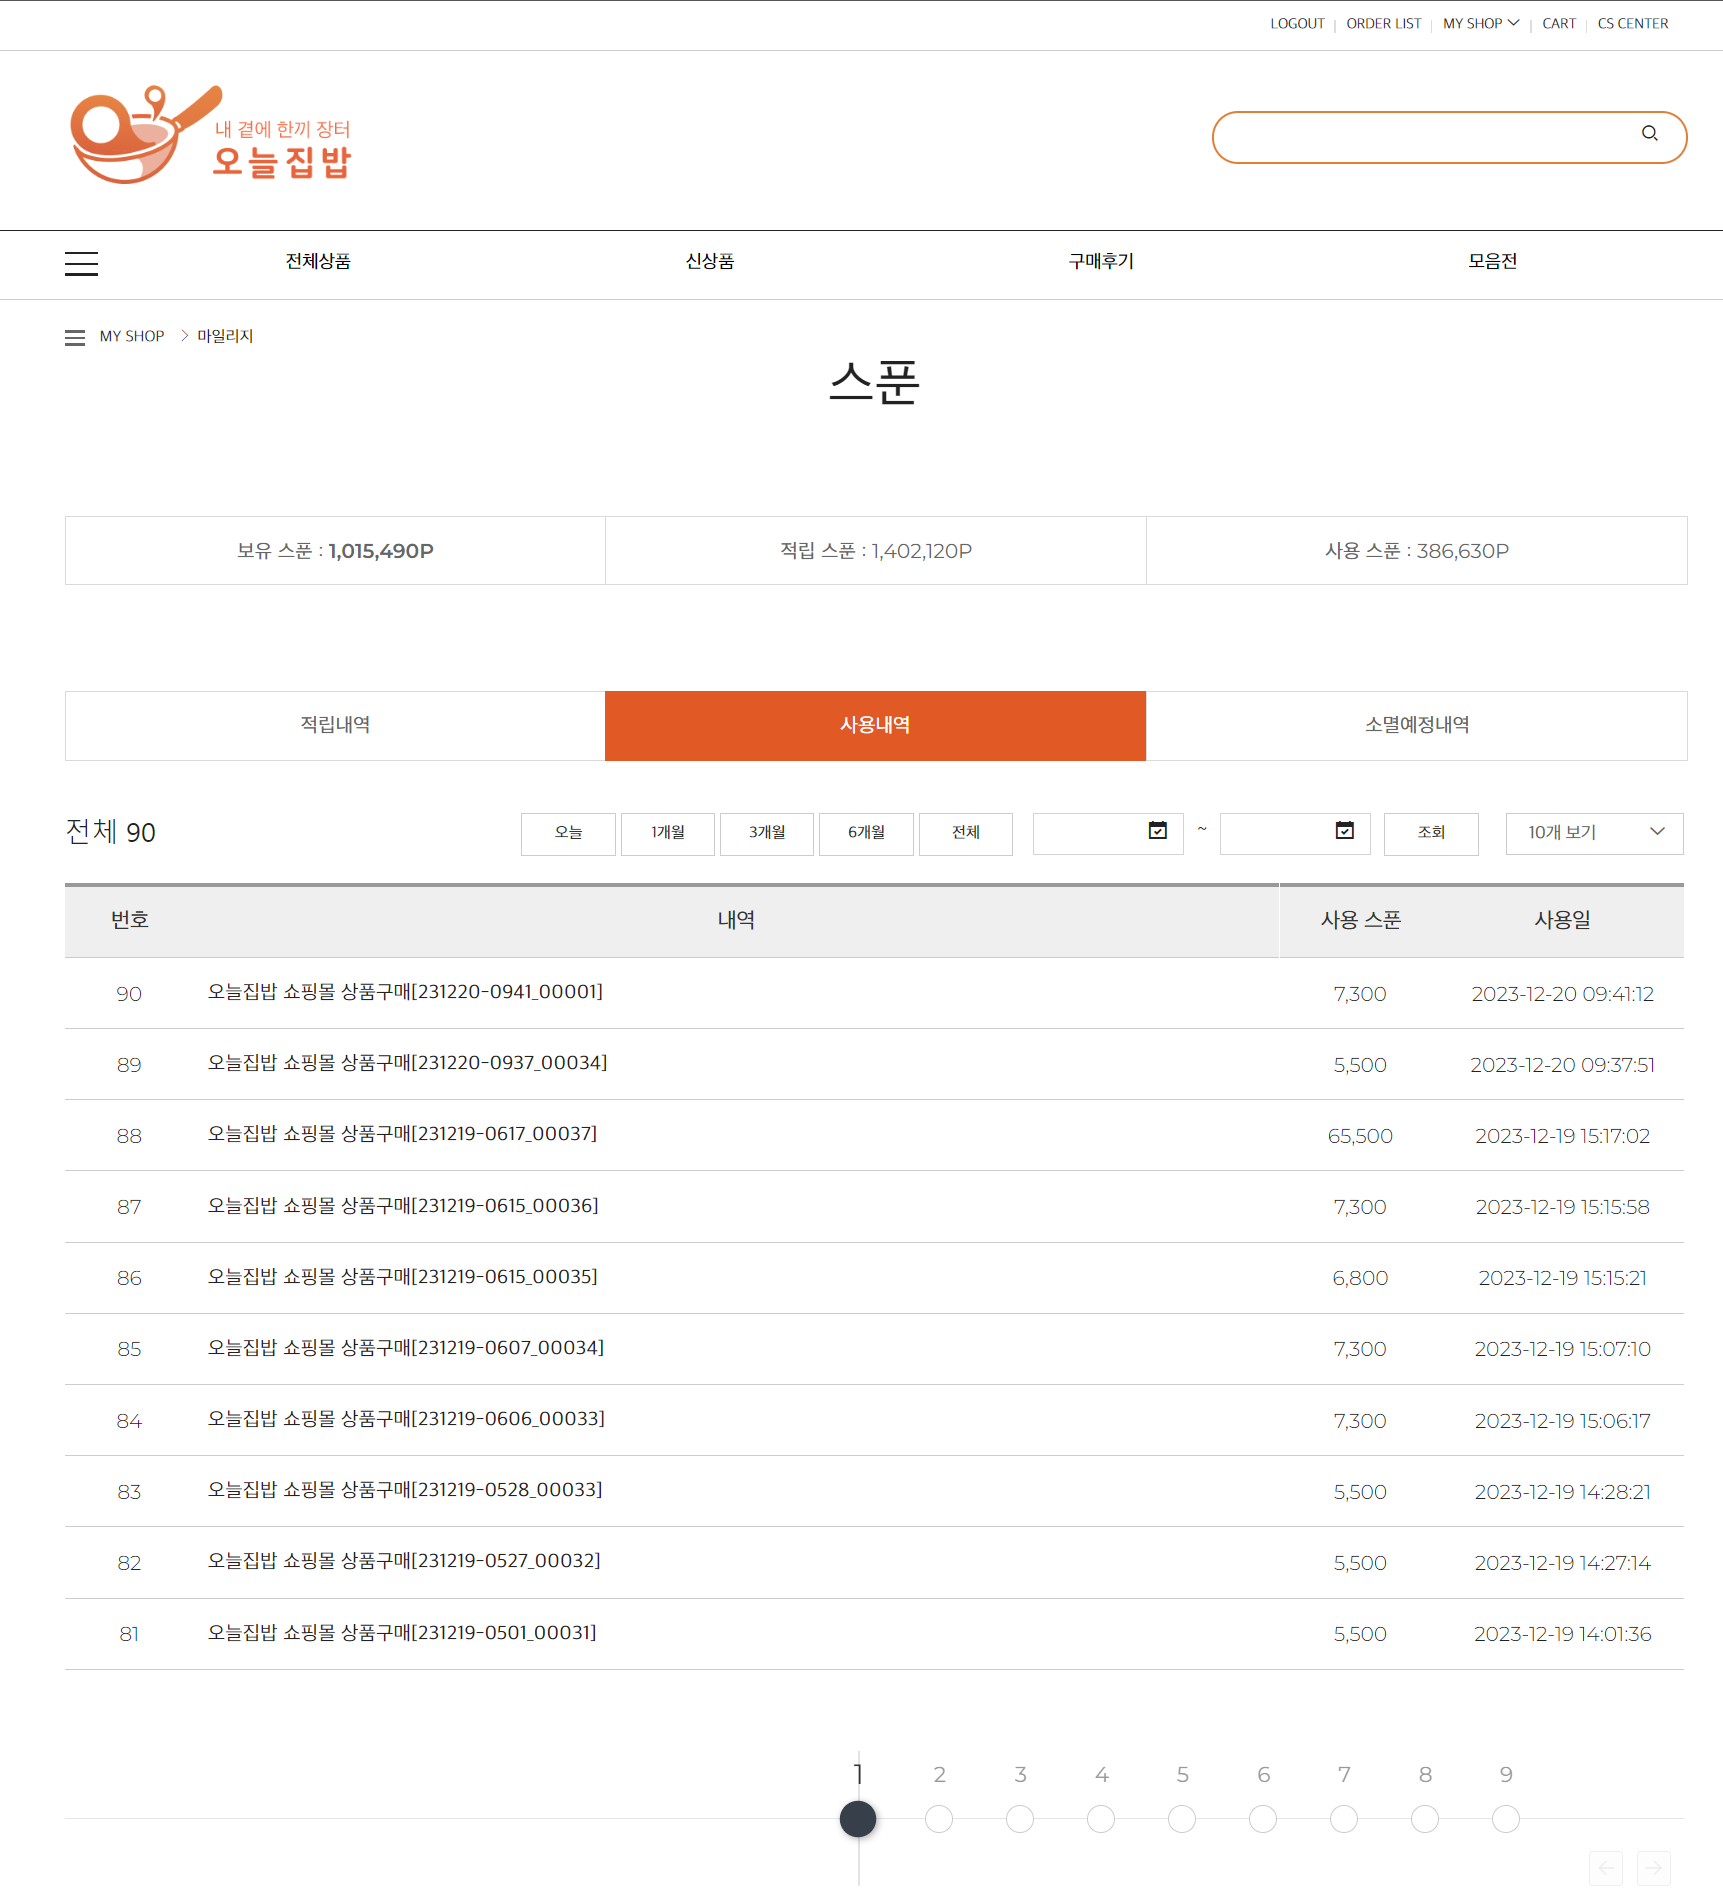 LOGOUT ORDER LIST MY SHOP CART CS CENTER
내 곁에 한끼 장터
오늘집밥
전체상품 신상품 구매후기 모음전
MY SHOP > 마일리지
스푼
보유 스푼 : 1,015,490P 적립 스푼 : 1,402,120P 사용 스푼 : 386,630P
적립내역 사용내역 소멸예정내역
전체 90 오늘 1개월 3개월 6개월 전체 ~ 조회 10개 보기
번호 내역 사용 스푼 사용일
90 오늘집밥 쇼핑몰 상품구매[231220-0941_00001] 7,300 2023-12-20 09:41:12
89 오늘집밥 쇼핑몰 상품구매[231220-0937_00034] 5,500 2023-12-20 09:37:51
88 오늘집밥 쇼핑몰 상품구매[231219-0617_00037] 65,500 2023-12-19 15:17:02
87 오늘집밥 쇼핑몰 상품구매[231219-0615_00036] 7,300 2023-12-19 15:15:58
86 오늘집밥 쇼핑몰 상품구매[231219-0615_00035] 6,800 2023-12-19 15:15:21
85 오늘집밥 쇼핑몰 상품구매[231219-0607_00034] 7,300 2023-12-19 15:07:10
84 오늘집밥 쇼핑몰 상품구매[231219-0606_00033] 7,300 2023-12-19 15:06:17
83 오늘집밥 쇼핑몰 상품구매[231219-0528_00033] 5,500 2023-12-19 14:28:21
82 오늘집밥 쇼핑몰 상품구매[231219-0527_00032] 5,500 2023-12-19 14:27:14
81 오늘집밥 쇼핑몰 상품구매[231219-0501_00031] 5,500 2023-12-19 14:01:36
1 2 3 4 5 6 7 8 9